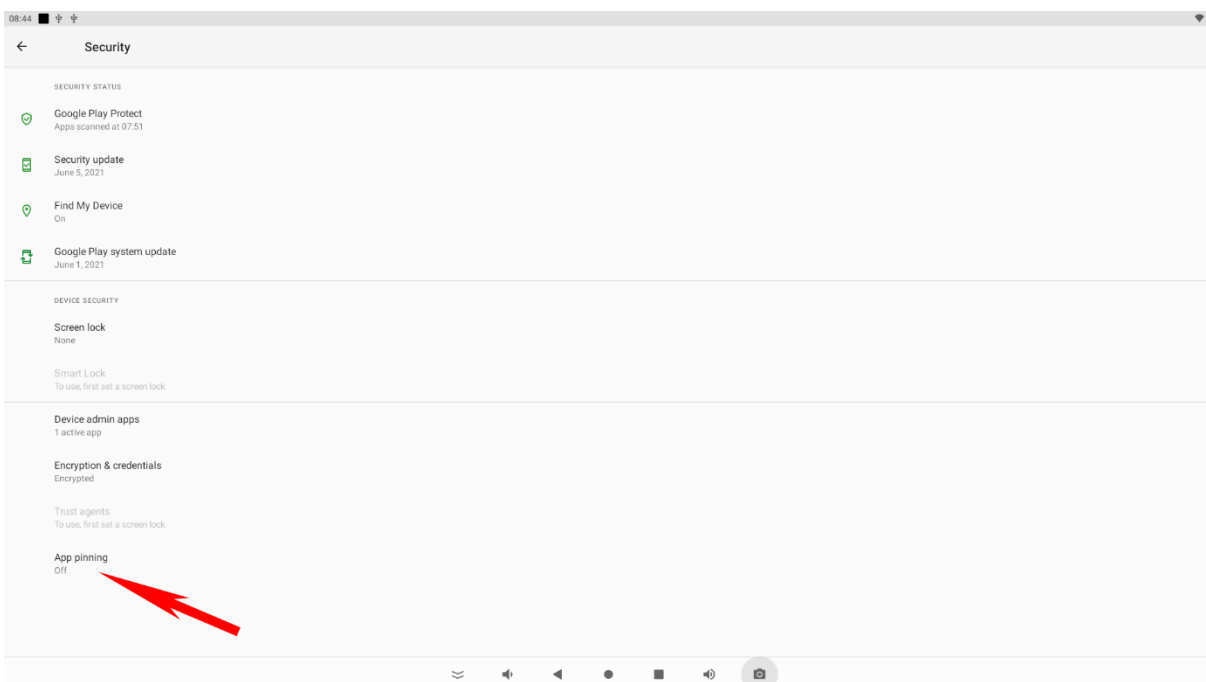 08:44
Security
SECURITY STATUS
Google Play Protect
Apps scanned at 07:51
Security update
June 5, 2021
Find My Device
On
Google Play system update
June 1, 2021
DEVICE SECURITY
Screen lock
None
Smart Lock
To use, first set a screen lock
Device admin apps
1 active app
Encryption & credentials
Encrypted
Trust agents
To use, first set a screen lock
App pinning
Off